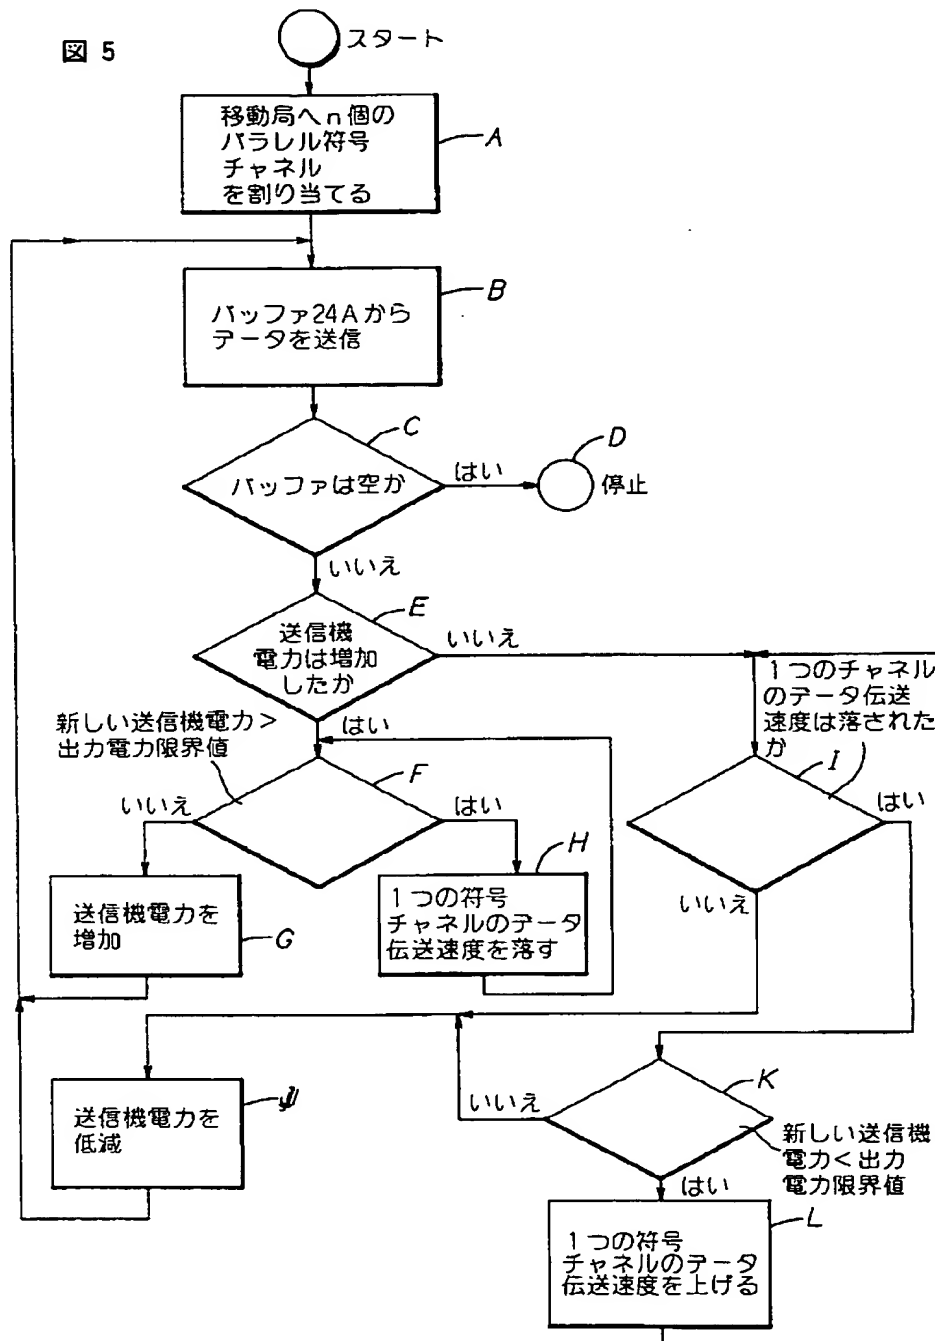 図 5
スタート
移動局へn個の
パラレル符号
チャネル
を割り当てる
A
バッファ24Aから
データを送信
B
バッファは空か
C
はい
D
停止
いいえ
送信機
電力は増加
したか
E
いいえ
はい
新しい送信機電力>
出力電力限界値
F
いいえ
はい
1つのチャネル
のデータ伝送
速度は落された
か
I
はい
いいえ
送信機電力を
増加
G
1つの符号
チャネルのデータ
伝送速度を落す
H
送信機電力を
低減
J
K
いいえ
新しい送信機
電力<出力
電力限界値
はい
1つの符号
チャネルのデータ
伝送速度を上げる
L